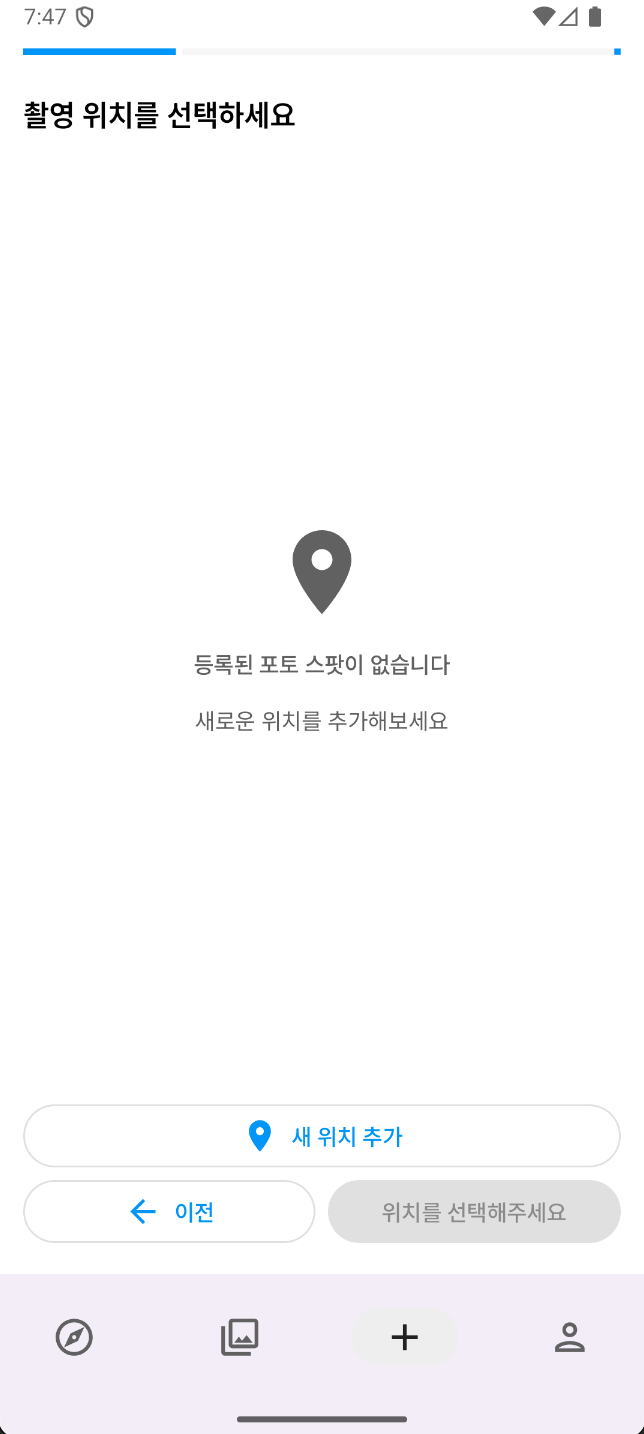 7:47
촬영 위치를 선택하세요
등록된 포토 스팟이 없습니다
새로운 위치를 추가해보세요
새 위치 추가
이전
위치를 선택해주세요